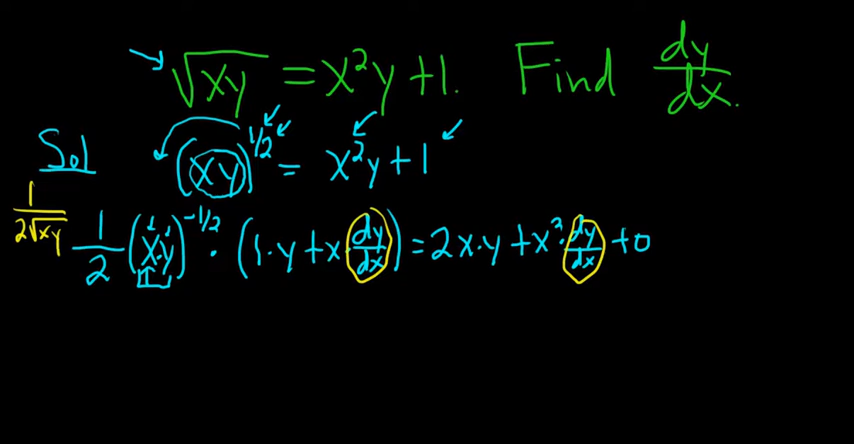 √(xy) = x²y + 1. Find dy/dx.
Sol (xy)^(1/2) = x²y + 1
1/(2√(xy)) 1/2 (x·y)^(-1/2) · (1·y + x dy/dx) = 2x·y + x²· dy/dx + 0